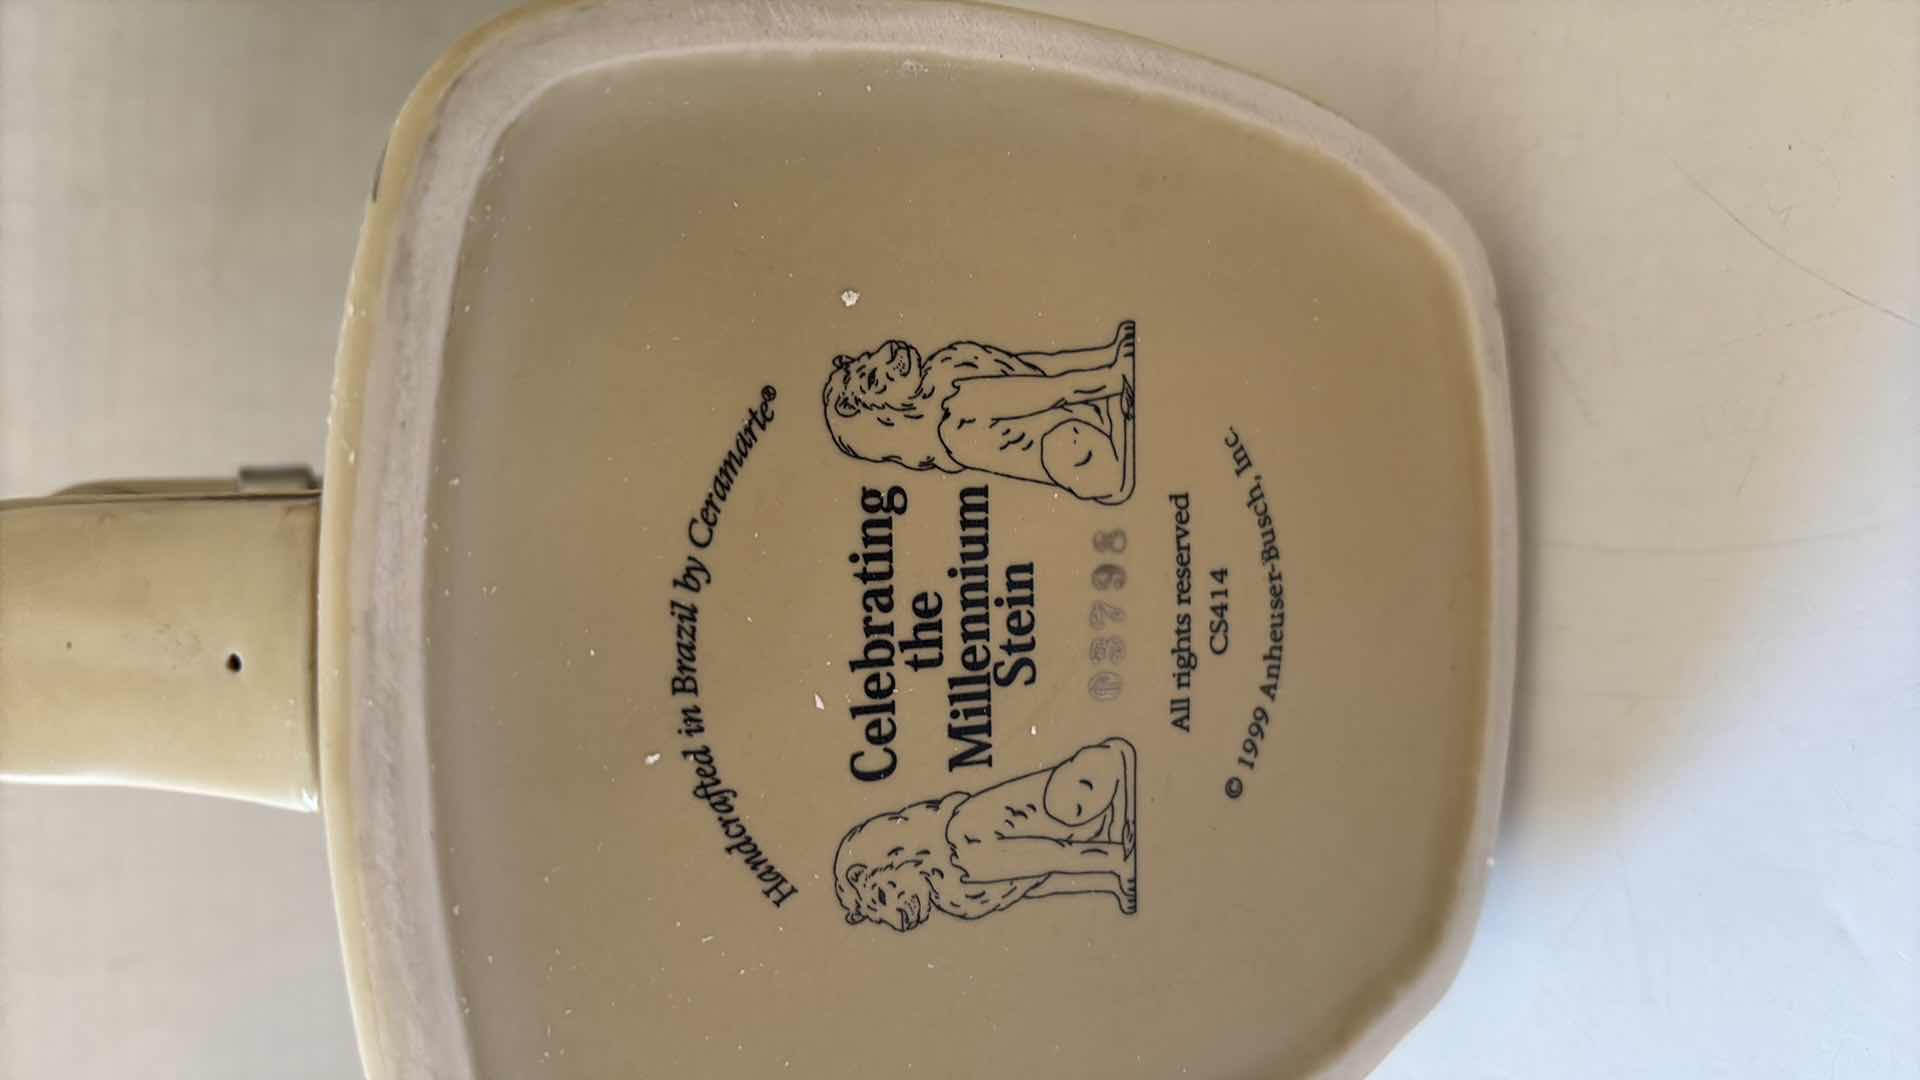 Handcrafted in Brazil by Ceramarte®
Celebrating
the
Millennium
Stein
03798
All rights reserved
CS414
© 1999 Anheuser-Busch, Inc.